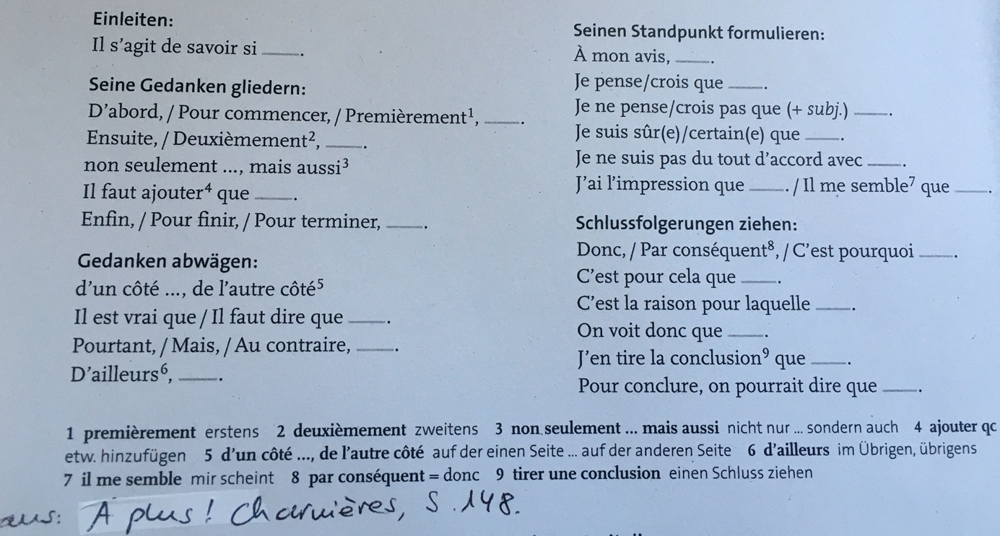 Einleiten:
Il s'agit de savoir si ____.
Seine Gedanken gliedern:
D'abord, / Pour commencer, / Premièrement¹, ____.
Ensuite, / Deuxièmement², ____.
non seulement ..., mais aussi³
Il faut ajouter⁴ que ____.
Enfin, / Pour finir, / Pour terminer, ____.
Gedanken abwägen:
d'un côté ..., de l'autre côté⁵
Il est vrai que / Il faut dire que ____.
Pourtant, / Mais, / Au contraire, ____.
D'ailleurs⁶, ____.
Seinen Standpunkt formulieren:
À mon avis, ____.
Je pense/crois que ____.
Je ne pense/crois pas que (+ subj.) ____.
Je suis sûr(e)/certain(e) que ____.
Je ne suis pas du tout d'accord avec ____.
J'ai l'impression que ____. / Il me semble⁷ que ____.
Schlussfolgerungen ziehen:
Donc, / Par conséquent⁸, / C'est pourquoi ____.
C'est pour cela que ____.
C'est la raison pour laquelle ____.
On voit donc que ____.
J'en tire la conclusion⁹ que ____.
Pour conclure, on pourrait dire que ____.
1 premièrement erstens 2 deuxièmement zweitens 3 non seulement ... mais aussi nicht nur ... sondern auch 4 ajouter qc
etw. hinzufügen 5 d'un côté ..., de l'autre côté auf der einen Seite ... auf der anderen Seite 6 d'ailleurs im Übrigen, übrigens
7 il me semble mir scheint 8 par conséquent = donc 9 tirer une conclusion einen Schluss ziehen
aus: A plus! Charnières, S. 148.